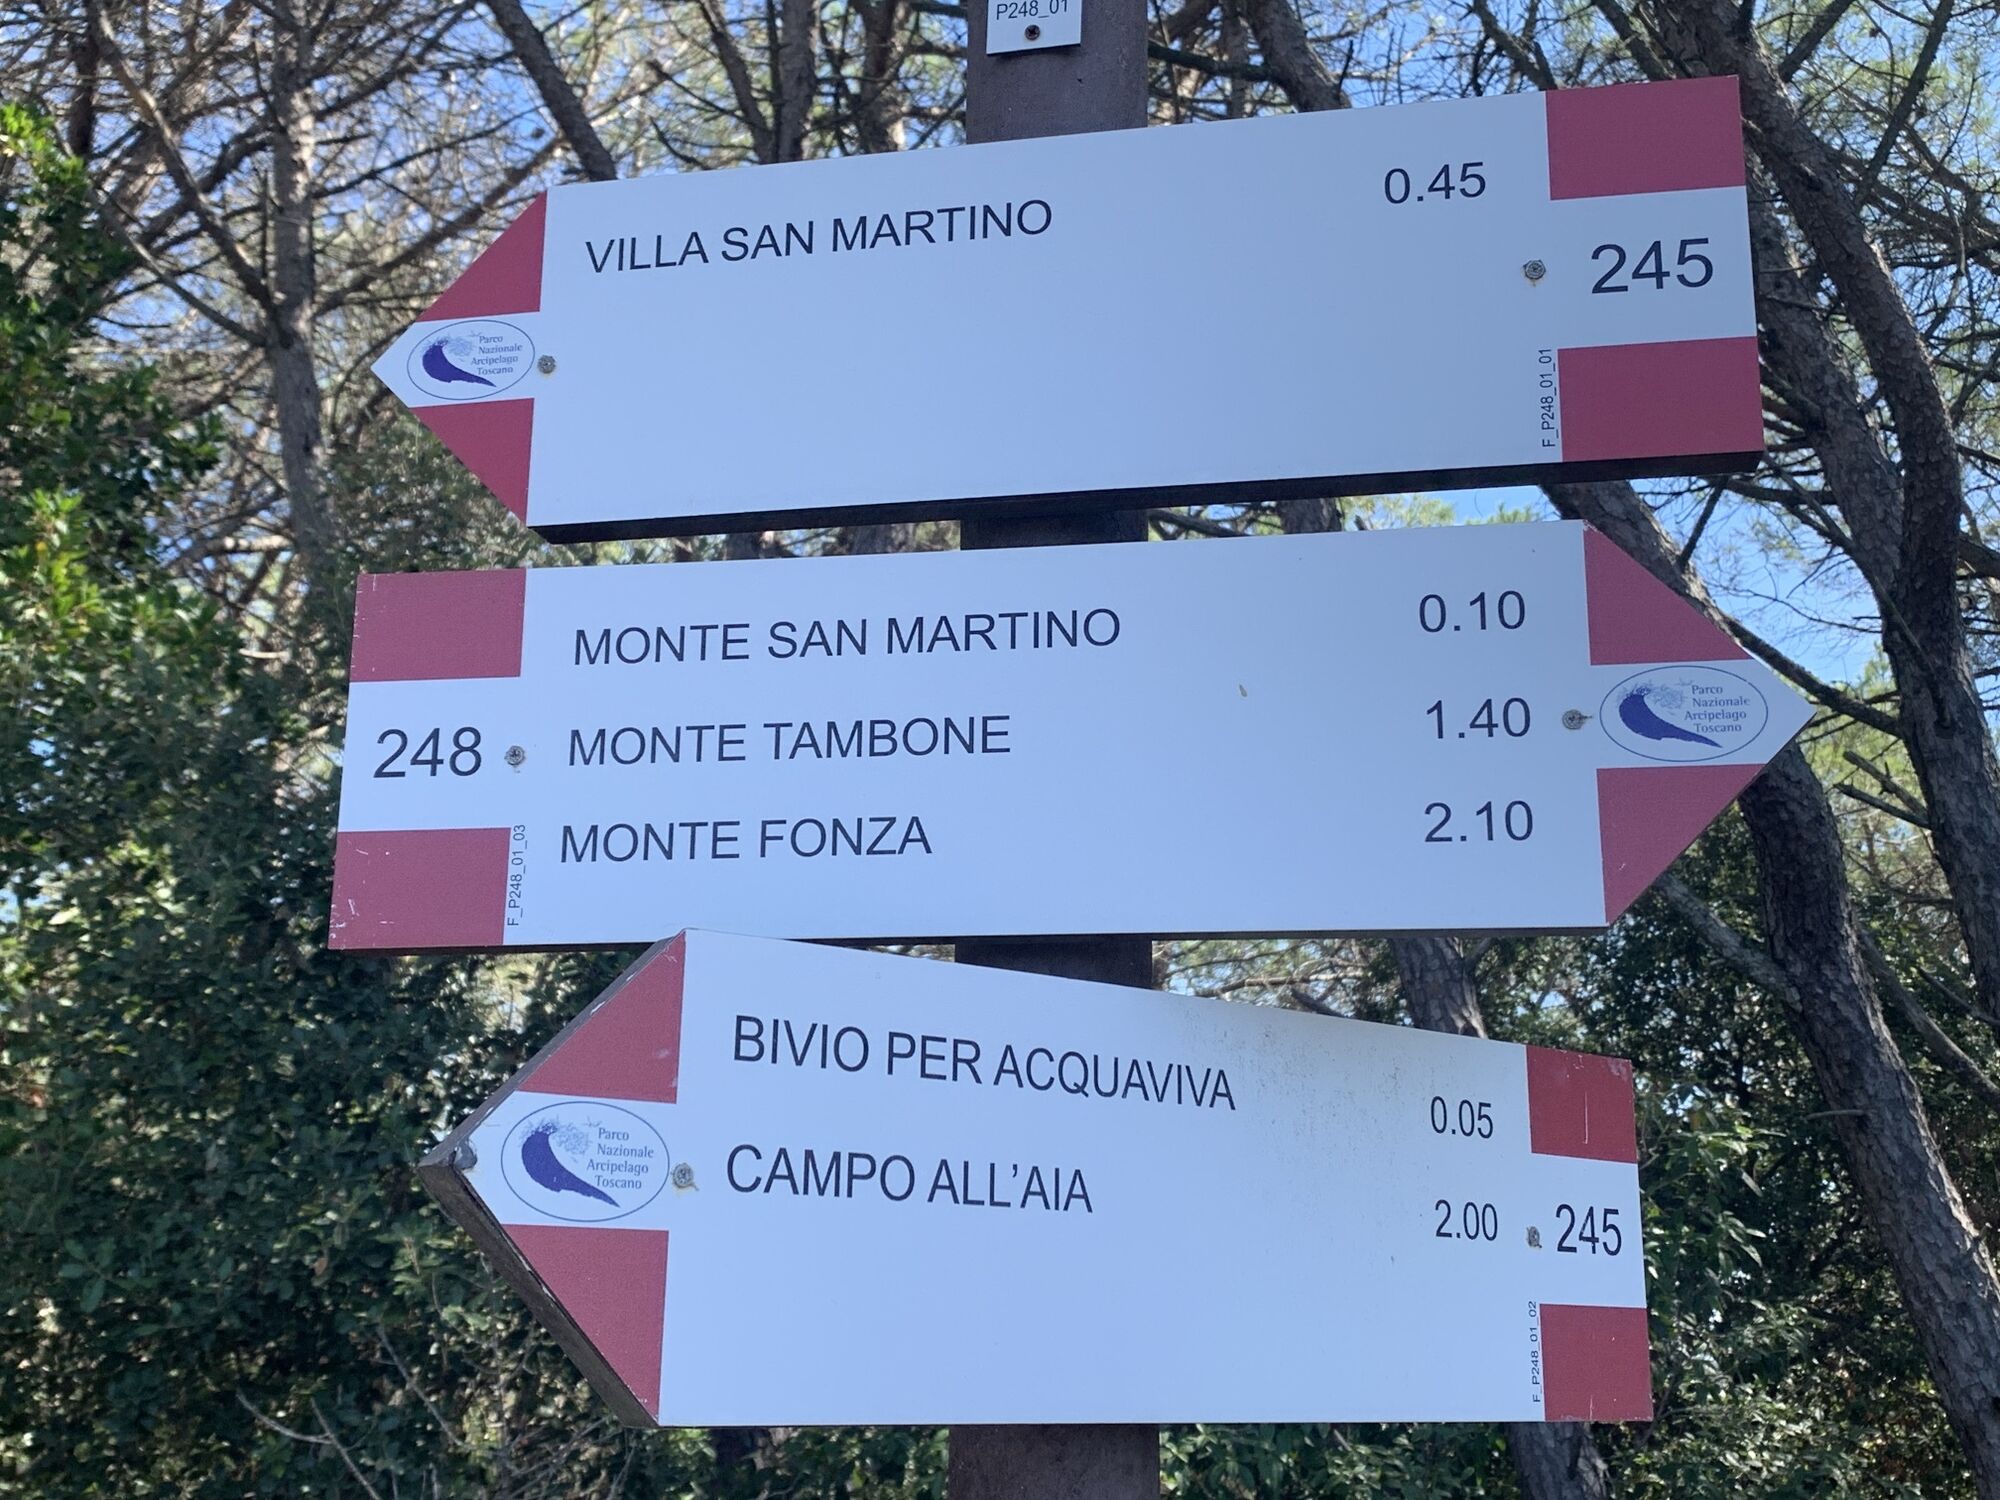 P248_01
VILLA SAN MARTINO 0.45
245
Parco
Nazionale
Arcipelago
Toscano
F_P248_01_01
MONTE SAN MARTINO 0.10
248 MONTE TAMBONE 1.40
MONTE FONZA 2.10
Parco
Nazionale
Arcipelago
Toscano
F_P248_01_03
BIVIO PER ACQUAVIVA 0.05
CAMPO ALL'AIA 2.00 245
Parco
Nazionale
Arcipelago
Toscano
F_P248_01_02